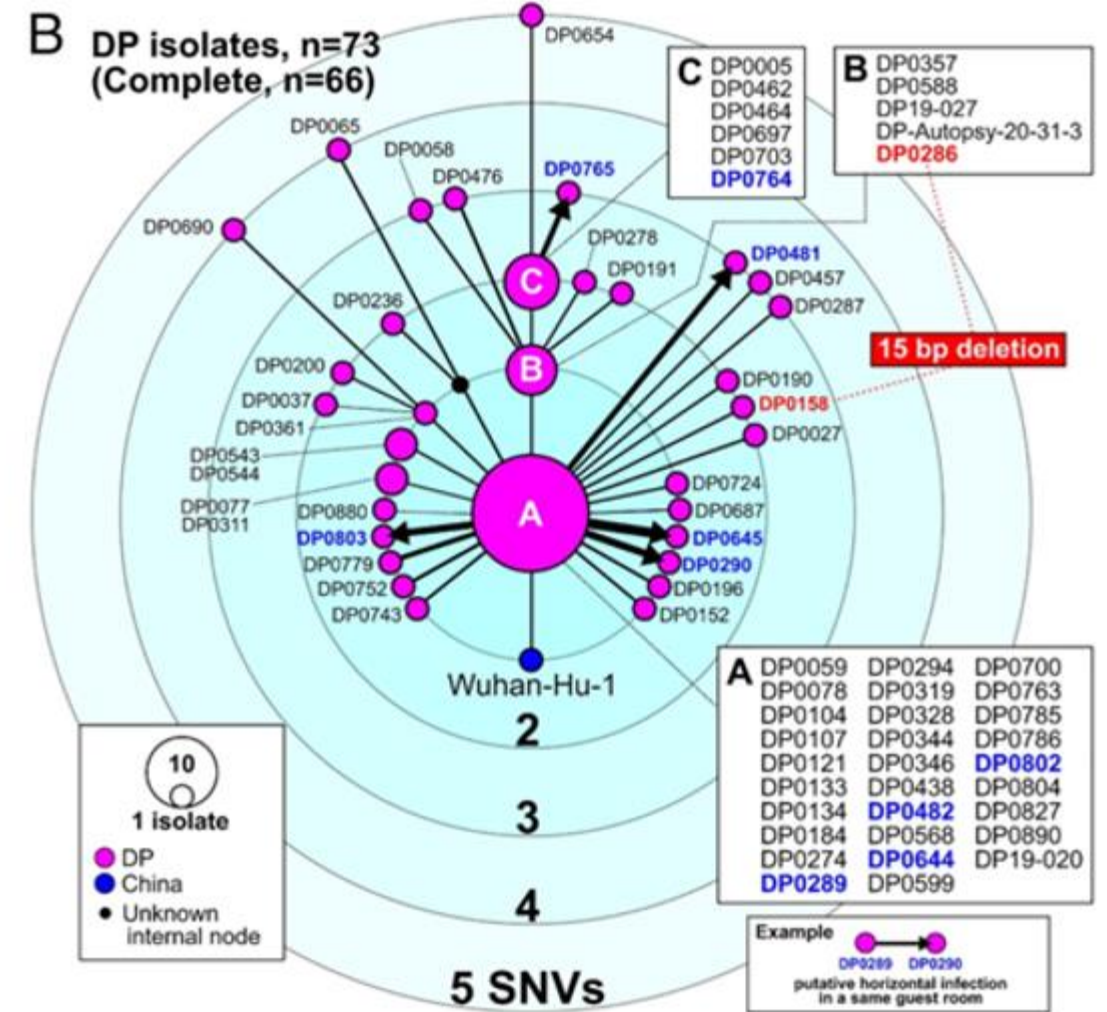 B
DP isolates, n=73
(Complete, n=66)
DP0654
C
DP0005
DP0462
DP0464
DP0697
DP0703
DP0764
B
DP0357
DP0588
DP19-027
DP-Autopsy-20-31-3
DP0286
DP0065
DP0058
DP0476
DP0765
DP0690
DP0278
DP0191
DP0481
DP0457
DP0287
C
DP0236
15 bp deletion
B
DP0200
DP0190
DP0037
DP0158
DP0361
DP0027
DP0543
DP0544
DP0724
DP0077
DP0311
DP0880
DP0687
A
DP0803
DP0645
DP0779
DP0290
DP0752
DP0196
DP0743
DP0152
Wuhan-Hu-1
2
3
4
5 SNVs
A
DP0059 DP0294 DP0700
DP0078 DP0319 DP0763
DP0104 DP0328 DP0785
DP0107 DP0344 DP0786
DP0121 DP0346 DP0802
DP0133 DP0438 DP0804
DP0134 DP0482 DP0827
DP0184 DP0568 DP0890
DP0274 DP0644 DP19-020
DP0289 DP0599
10
1 isolate
DP
China
Unknown
internal node
Example
DP0289 DP0290
putative horizontal infection
in a same guest room